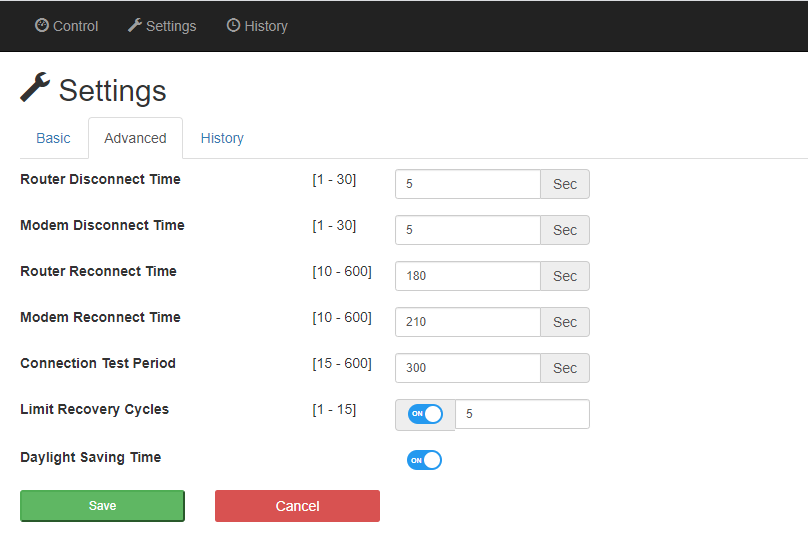 Control Settings History
Settings
Basic Advanced History
Router Disconnect Time [1 - 30] 5 Sec
Modem Disconnect Time [1 - 30] 5 Sec
Router Reconnect Time [10 - 600] 180 Sec
Modem Reconnect Time [10 - 600] 210 Sec
Connection Test Period [15 - 600] 300 Sec
Limit Recovery Cycles [1 - 15] ON 5
Daylight Saving Time ON
Save Cancel